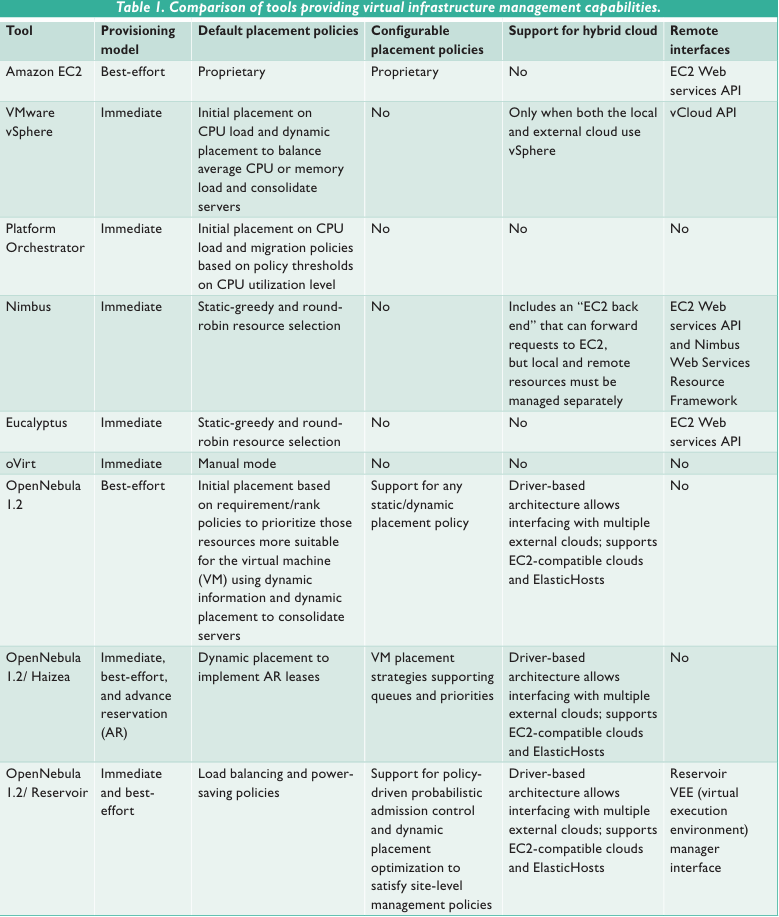 Table 1. Comparison of tools providing virtual infrastructure management capabilities.
Tool
Provisioning
model
Default placement policies
Configurable
placement policies
Support for hybrid cloud
Remote
interfaces
Amazon EC2
Best-effort
Proprietary
Proprietary
No
EC2 Web
services API
VMware
vSphere
Immediate
Initial placement on
CPU load and dynamic
placement to balance
average CPU or memory
load and consolidate
servers
No
Only when both the local
and external cloud use
vSphere
vCloud API
Platform
Orchestrator
Immediate
Initial placement on CPU
load and migration policies
based on policy thresholds
on CPU utilization level
No
No
No
Nimbus
Immediate
Static-greedy and round-
robin resource selection
No
Includes an “EC2 back
end” that can forward
requests to EC2,
but local and remote
resources must be
managed separately
EC2 Web
services API
and Nimbus
Web Services
Resource
Framework
Eucalyptus
Immediate
Static-greedy and round-
robin resource selection
No
No
EC2 Web
services API
oVirt
Immediate
Manual mode
No
No
No
OpenNebula
1.2
Best-effort
Initial placement based
on requirement/rank
policies to prioritize those
resources more suitable
for the virtual machine
(VM) using dynamic
information and dynamic
placement to consolidate
servers
Support for any
static/dynamic
placement policy
Driver-based
architecture allows
interfacing with multiple
external clouds; supports
EC2-compatible clouds
and ElasticHosts
No
OpenNebula
1.2/ Haizea
Immediate,
best-effort,
and advance
reservation
(AR)
Dynamic placement to
implement AR leases
VM placement
strategies supporting
queues and priorities
Driver-based
architecture allows
interfacing with multiple
external clouds; supports
EC2-compatible clouds
and ElasticHosts
No
OpenNebula
1.2/ Reservoir
Immediate
and best-
effort
Load balancing and power-
saving policies
Support for policy-
driven probabilistic
admission control
and dynamic
placement
optimization to
satisfy site-level
management policies
Driver-based
architecture allows
interfacing with multiple
external clouds; supports
EC2-compatible clouds
and ElasticHosts
Reservoir
VEE (virtual
execution
environment)
manager
interface